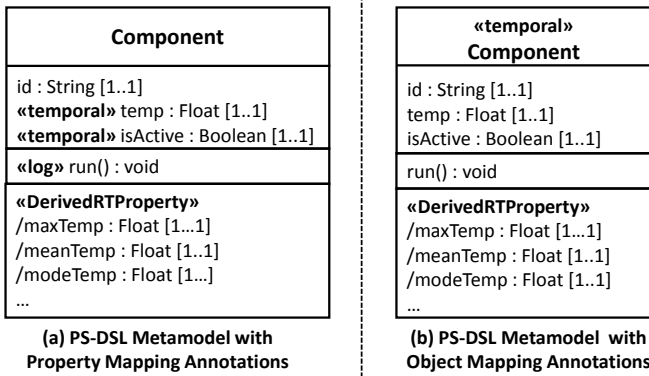 Component
id : String [1..1]
«temporal» temp : Float [1..1]
«temporal» isActive : Boolean [1..1]
«log» run() : void
«DerivedRTProperty»
/maxTemp : Float [1...1]
/meanTemp : Float [1..1]
/modeTemp : Float [1...]
...
(a) PS-DSL Metamodel with
Property Mapping Annotations
«temporal»
Component
id : String [1..1]
temp : Float [1..1]
isActive : Boolean [1..1]
run() : void
«DerivedRTProperty»
/maxTemp : Float [1...1]
/meanTemp : Float [1..1]
/modeTemp : Float [1..1]
...
(b) PS-DSL Metamodel with
Object Mapping Annotations